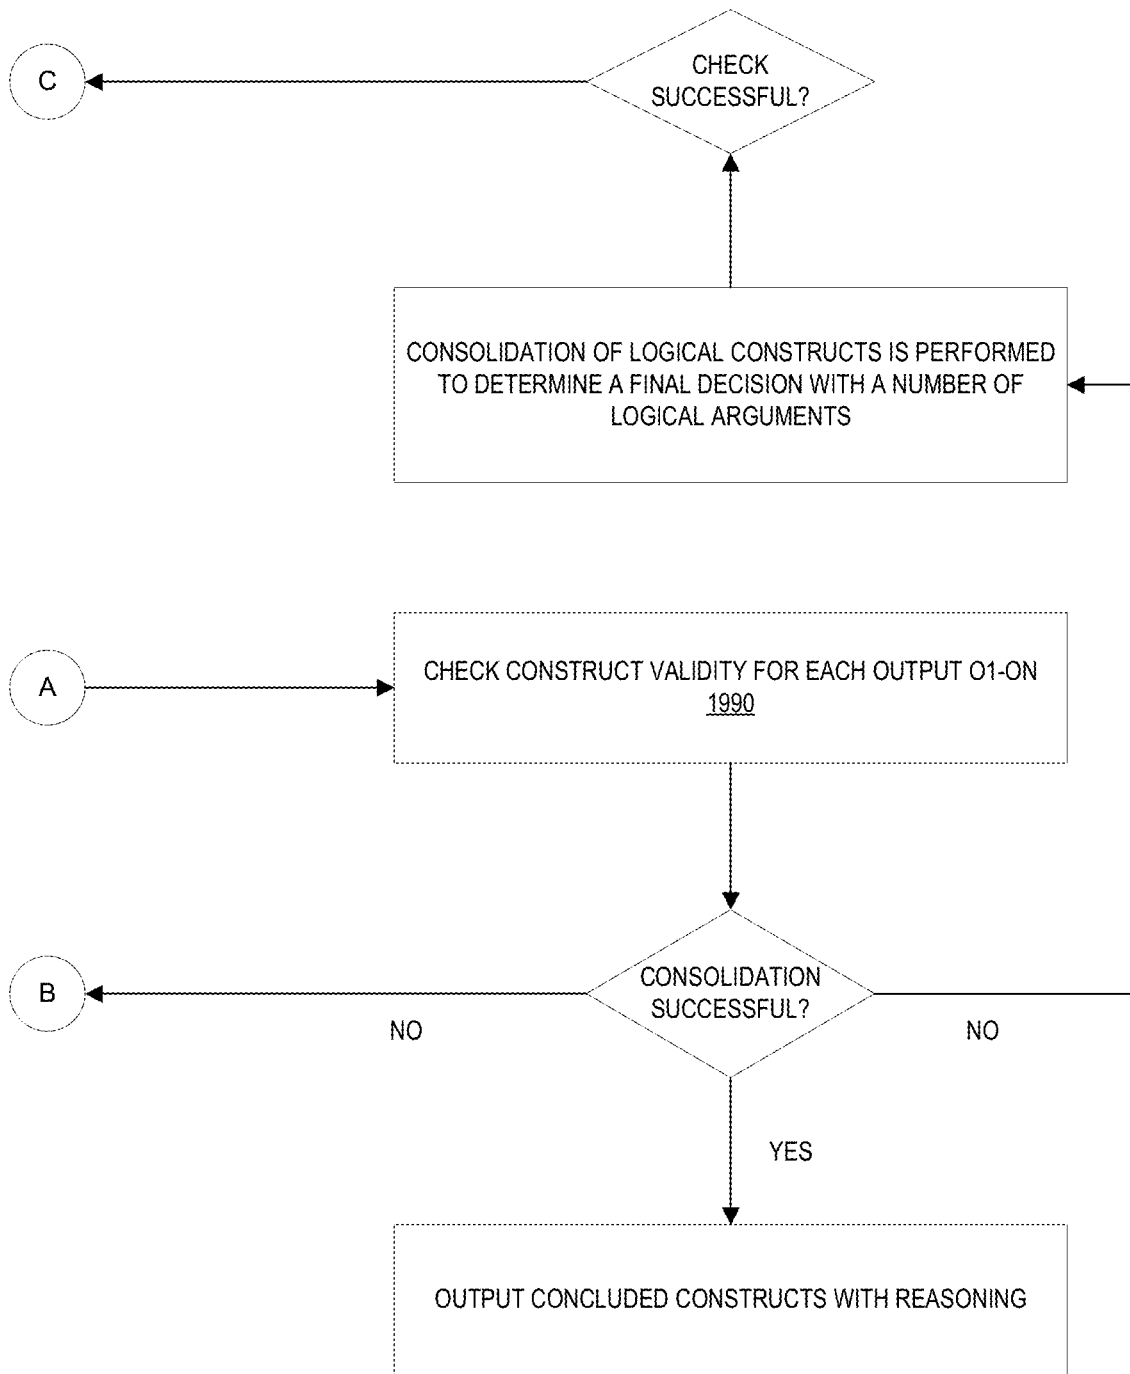 C
CHECK
SUCCESSFUL?
CONSOLIDATION OF LOGICAL CONSTRUCTS IS PERFORMED
TO DETERMINE A FINAL DECISION WITH A NUMBER OF
LOGICAL ARGUMENTS
A
CHECK CONSTRUCT VALIDITY FOR EACH OUTPUT O1-ON
1990
B
CONSOLIDATION
SUCCESSFUL?
NO
NO
YES
OUTPUT CONCLUDED CONSTRUCTS WITH REASONING